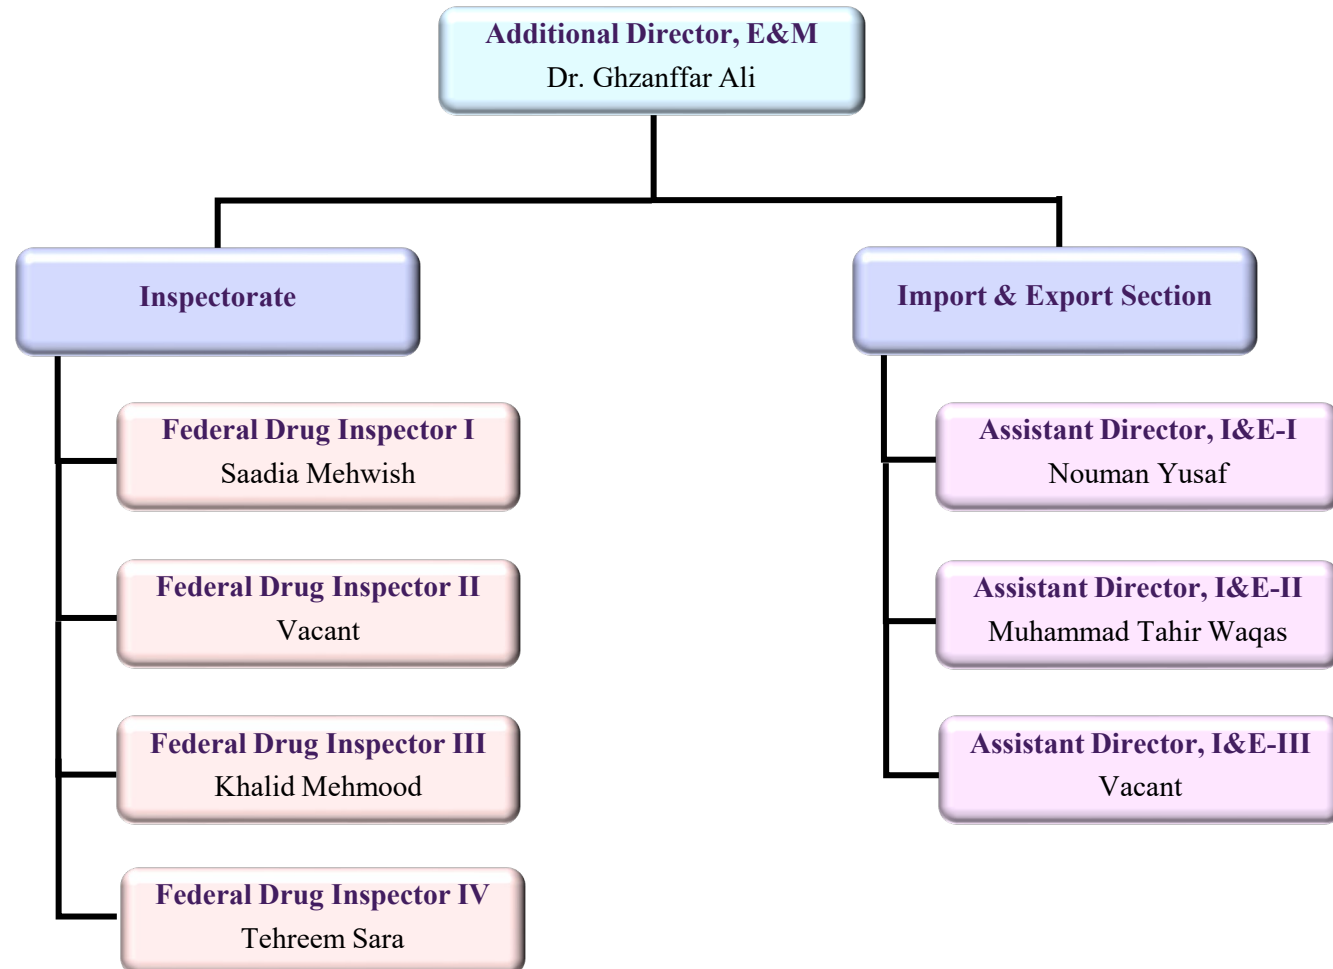 Additional Director, E&M
Dr. Ghzanffar Ali
Inspectorate
Federal Drug Inspector I
Saadia Mehwish
Federal Drug Inspector II
Vacant
Federal Drug Inspector III
Khalid Mehmood
Federal Drug Inspector IV
Tehreem Sara
Import & Export Section
Assistant Director, I&E-I
Nouman Yusaf
Assistant Director, I&E-II
Muhammad Tahir Waqas
Assistant Director, I&E-III
Vacant